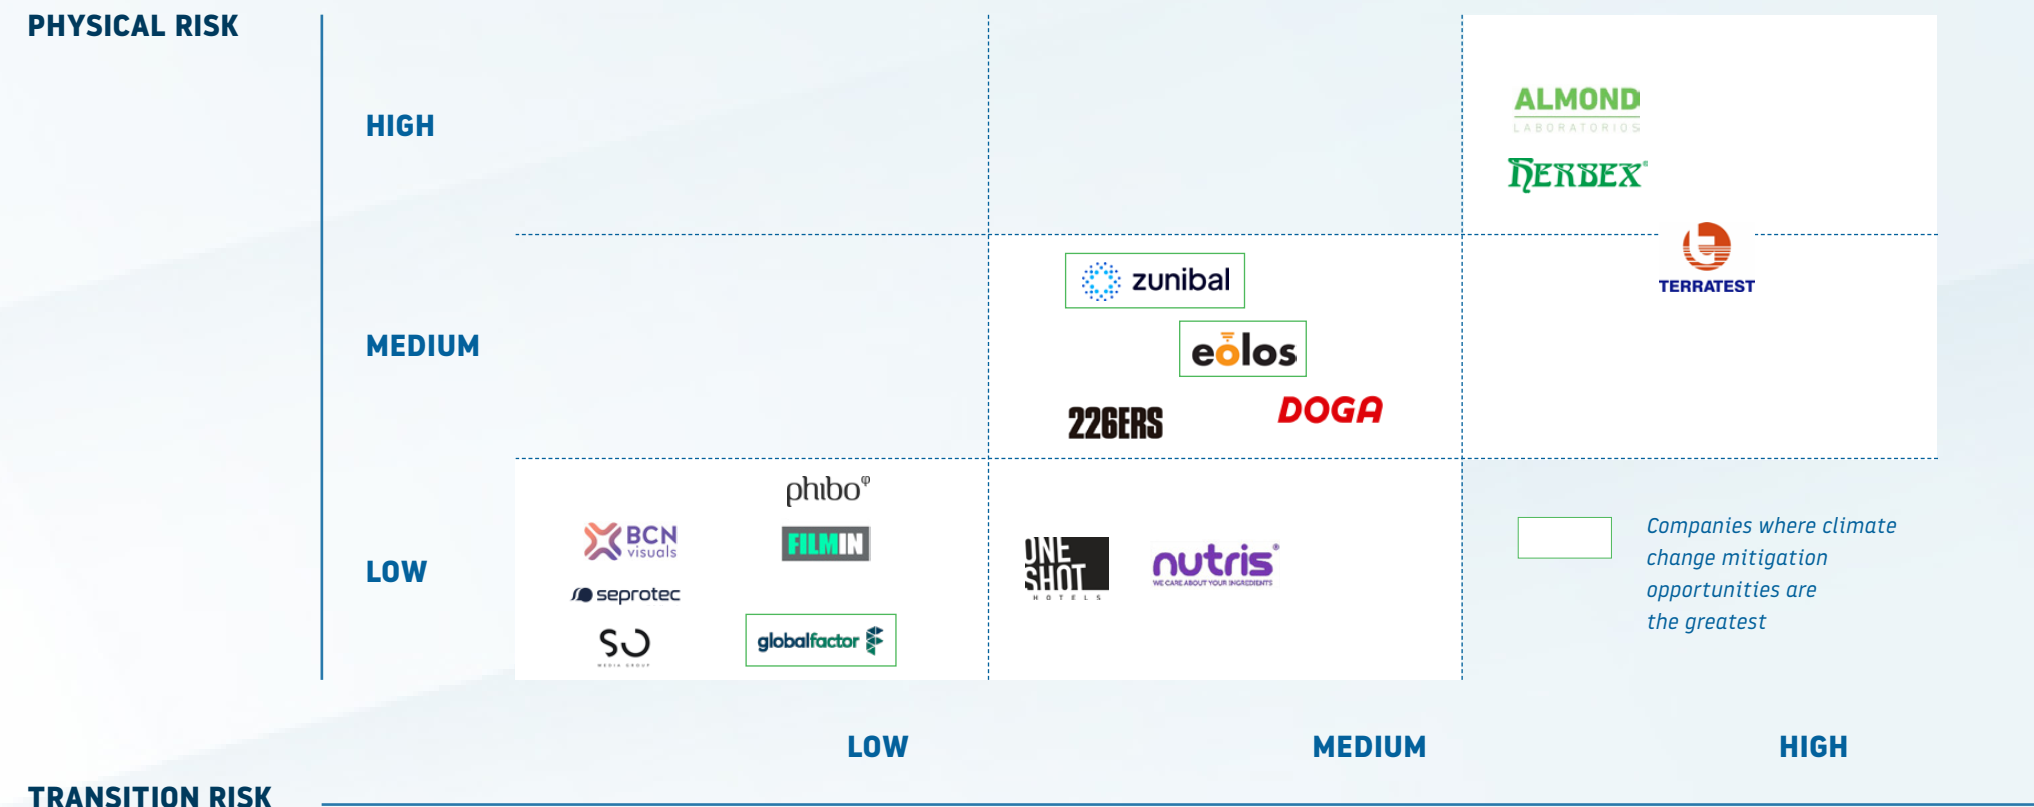 PHYSICAL RISK
HIGH
ALMOND
LABORATORIOS
HERBEX®
TERRATEST
MEDIUM
zunibal
eolos
226ERS
DOGA
LOW
phibo φ
BCN
visuals
FILMIN
seprotec
SO
MEDIA GROUP
globalfactor
ONE
SHOT
HOTELS
nutris®
WE CARE ABOUT YOUR INGREDIENTS
Companies where climate
change mitigation
opportunities are
the greatest
LOW
MEDIUM
HIGH
TRANSITION RISK